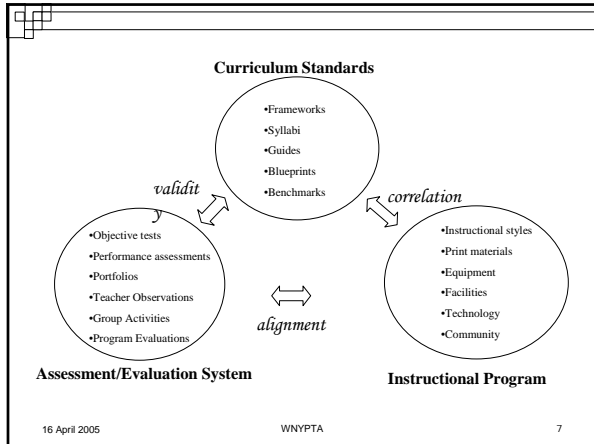 Curriculum Standards
•Frameworks
•Syllabi
•Guides
•Blueprints
•Benchmarks
validit
y
correlation
•Objective tests
•Performance assessments
•Portfolios
•Teacher Observations
•Group Activities
•Program Evaluations
•Instructional styles
•Print materials
•Equipment
•Facilities
•Technology
•Community
alignment
Assessment/Evaluation System
Instructional Program
16 April 2005
WNYPTA
7